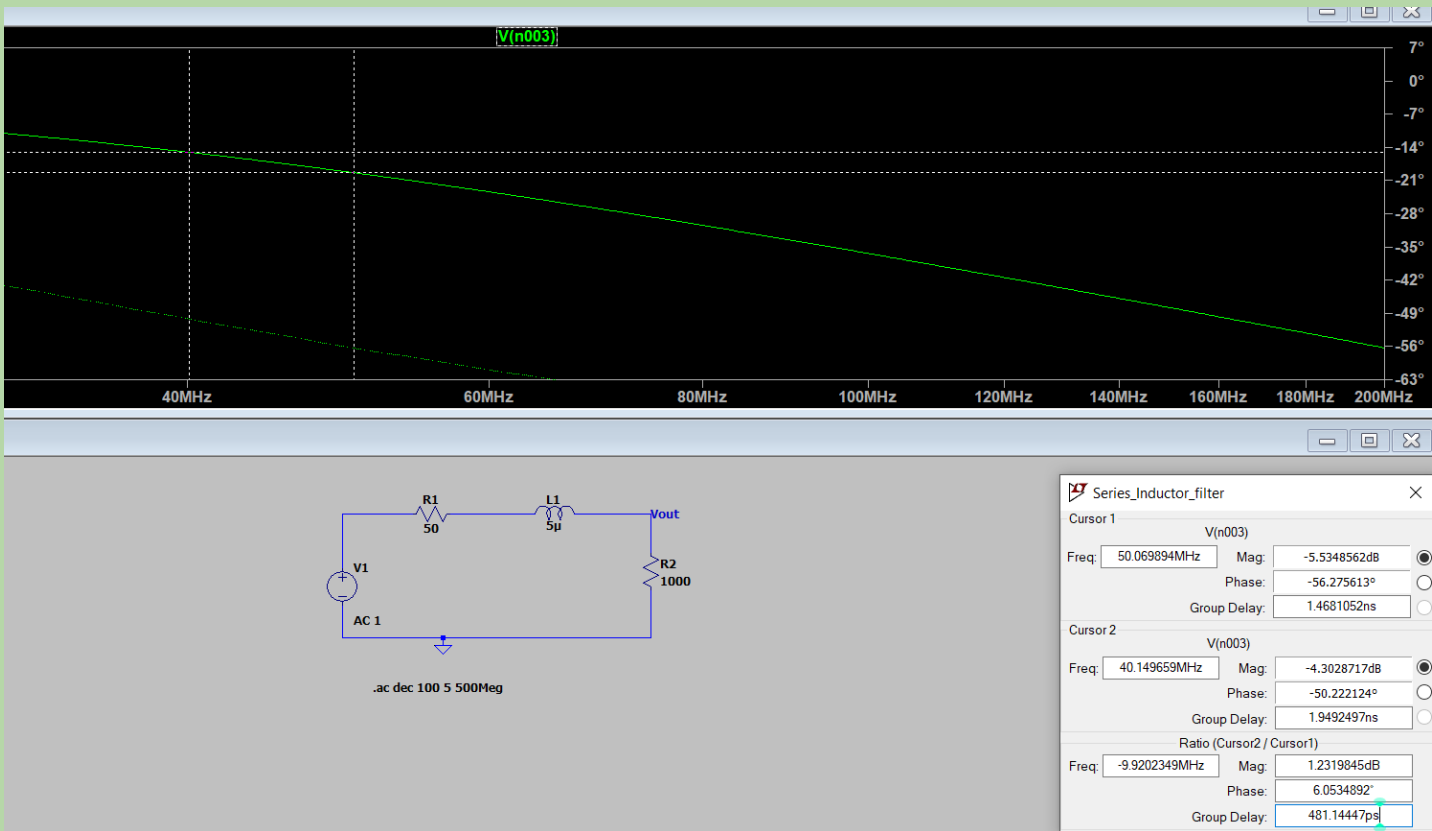 V(n003)
7°
0°
-7°
-14°
-21°
-28°
-35°
-42°
-49°
-56°
-63°
40MHz 60MHz 80MHz 100MHz 120MHz 140MHz 160MHz 180MHz 200MHz
R1
50
L1
5µ
Vout
V1
AC 1
R2
1000
.ac dec 100 5 500Meg
Series_Inductor_filter
Cursor 1
V(n003)
Freq: 50.069894MHz Mag: -5.5348562dB
Phase: -56.275613°
Group Delay: 1.4681052ns
Cursor 2
V(n003)
Freq: 40.149659MHz Mag: -4.3028717dB
Phase: -50.222124°
Group Delay: 1.9492497ns
Ratio (Cursor2 / Cursor1)
Freq: -9.9202349MHz Mag: 1.2319845dB
Phase: 6.0534892°
Group Delay: 481.14447ps